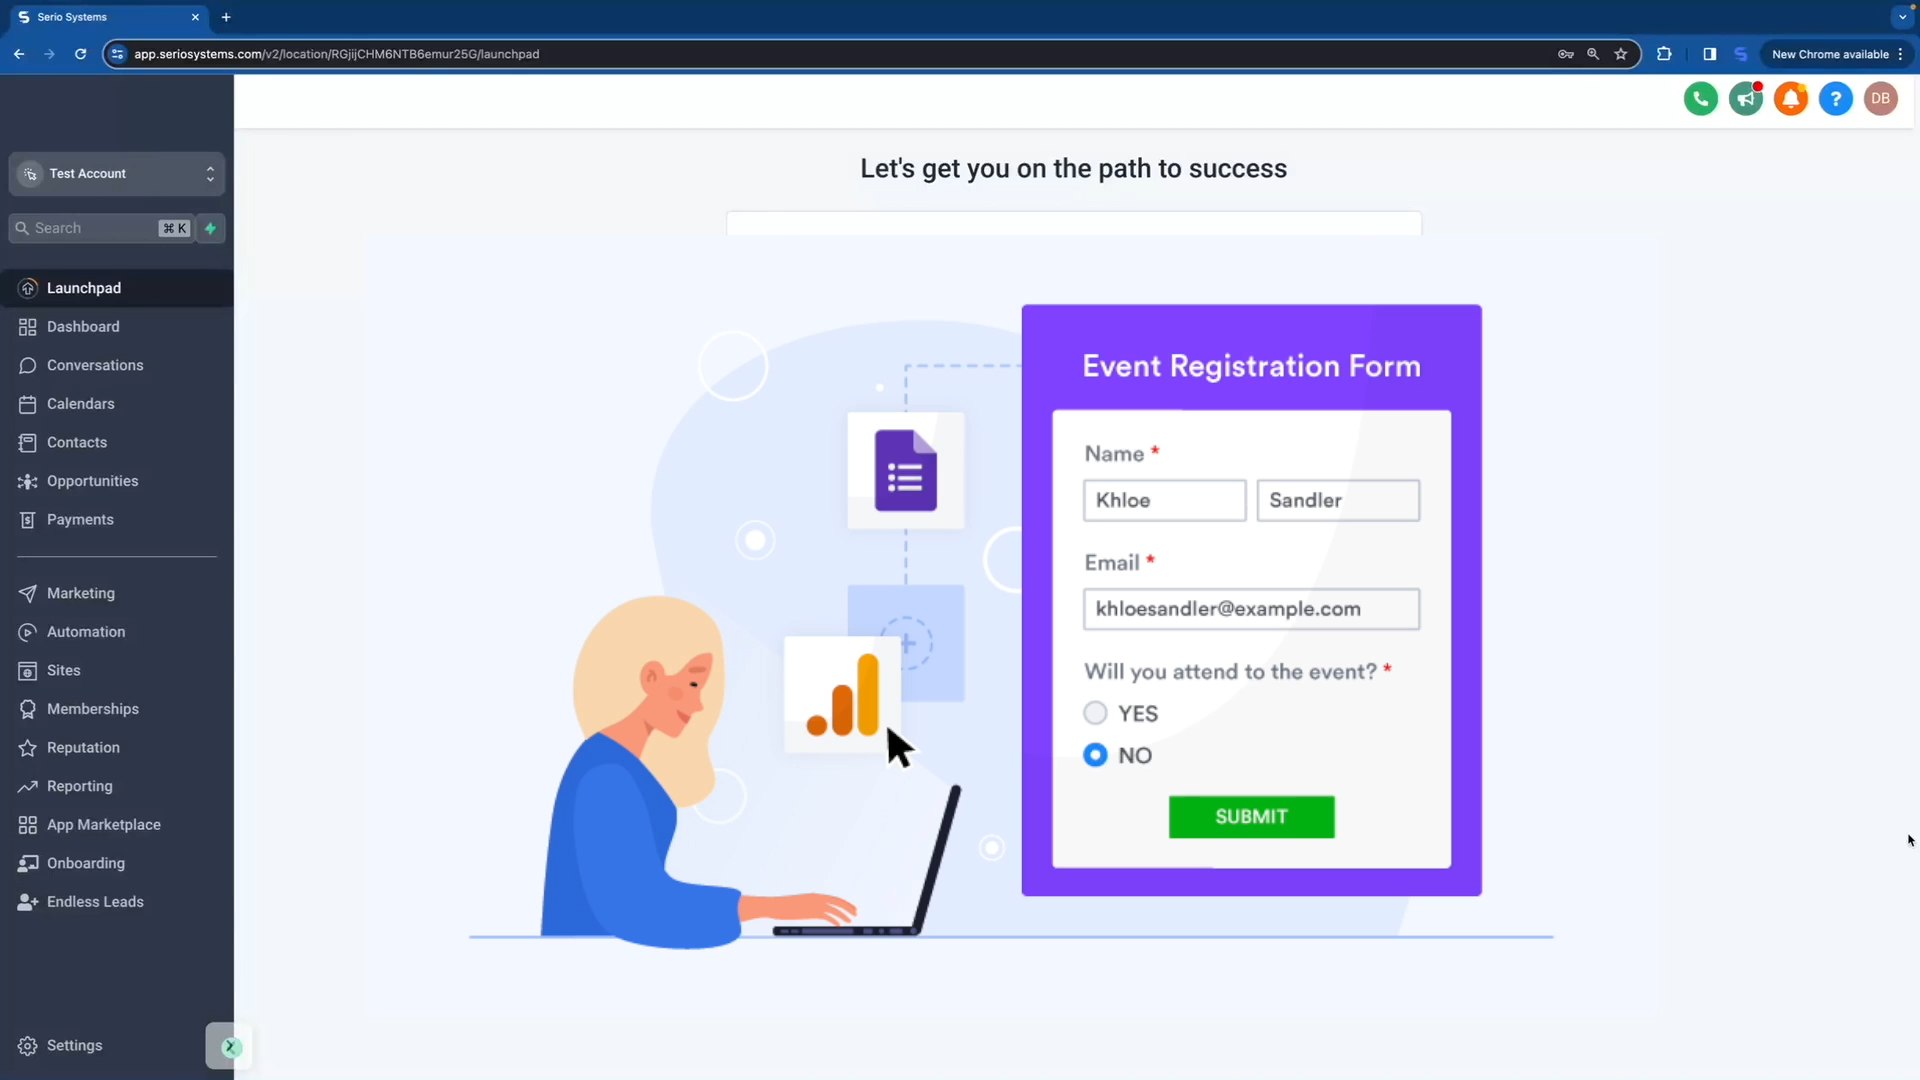 Serio Systems
app.seriosystems.com/v2/location/RGjijCHM6NTB6emur25G/launchpad
New Chrome available
DB
Test Account
Search
⌘ K
Launchpad
Dashboard
Conversations
Calendars
Contacts
Opportunities
Payments
Marketing
Automation
Sites
Memberships
Reputation
Reporting
App Marketplace
Onboarding
Endless Leads
Settings
Let's get you on the path to success
Event Registration Form
Name *
Khloe Sandler
Email *
khloesandler@example.com
Will you attend to the event? *
YES
NO
SUBMIT